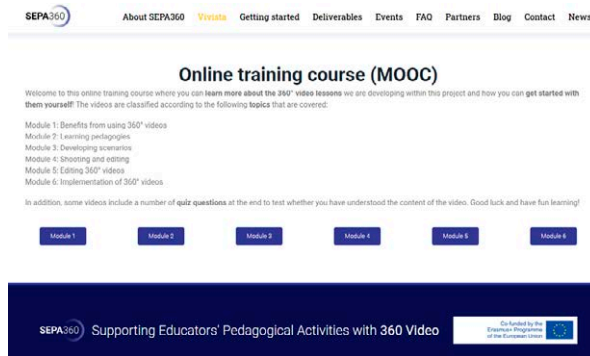 SEPA360 About SEPA360 Vivista Getting started Deliverables Events FAQ Partners Blog Contact News
Online training course (MOOC)
Welcome to this online training course where you can learn more about the 360° video lessons we are developing within this project and how you can get started with
them yourself! The videos are classified according to the following topics that are covered:
Module 1: Benefits from using 360° videos
Module 2: Learning pedagogies
Module 3: Developing scenarios
Module 4: Shooting and editing
Module 5: Editing 360° videos
Module 6: Implementation of 360° videos
In addition, some videos include a number of quiz questions at the end to test whether you have understood the content of the video. Good luck and have fun learning!
Module 1 Module 2 Module 3 Module 4 Module 5 Module 6
SEPA360 Supporting Educators' Pedagogical Activities with 360 Video
Co-funded by the
Erasmus+ Programme
of the European Union